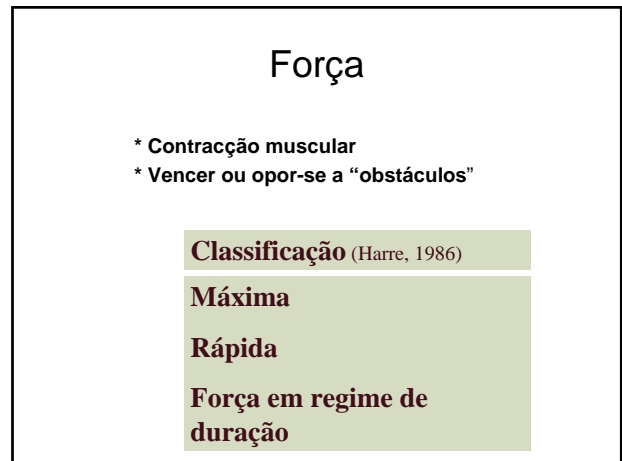 Força
* Contracção muscular
* Vencer ou opor-se a “obstáculos”
Classificação (Harre, 1986)
Máxima
Rápida
Força em regime de
duração